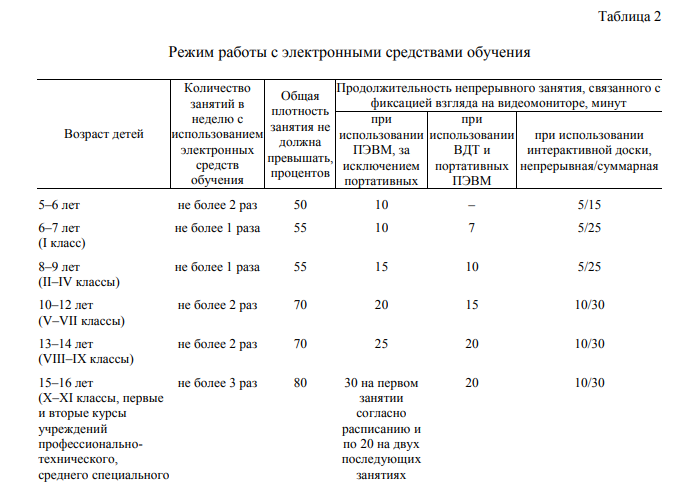 Таблица 2
Режим работы с электронными средствами обучения
Возраст детей
Количество
занятий в
неделю с
использованием
электронных
средств
обучения
Общая
плотность
занятия не
должна
превышать,
процентов
Продолжительность непрерывного занятия, связанного с
фиксацией взгляда на видеомониторе, минут
при
использовании
ПЭВМ, за
исключением
портативных
при
использовании
ВДТ и
портативных
ПЭВМ
при использовании
интерактивной доски,
непрерывная/суммарная
5–6 лет не более 2 раз 50 10 – 5/15
6–7 лет не более 1 раза 55 10 7 5/25
(I класс)
8–9 лет не более 1 раза 55 15 10 5/25
(II–IV классы)
10–12 лет не более 2 раз 70 20 15 10/30
(V–VII классы)
13–14 лет не более 2 раз 70 25 20 10/30
(VIII–IX классы)
15–16 лет не более 3 раз 80 30 на первом 20 10/30
(X–XI классы, первые занятии
и вторые курсы согласно
учреждений расписанию и
профессионально- по 20 на двух
технического, последующих
среднего специального занятиях